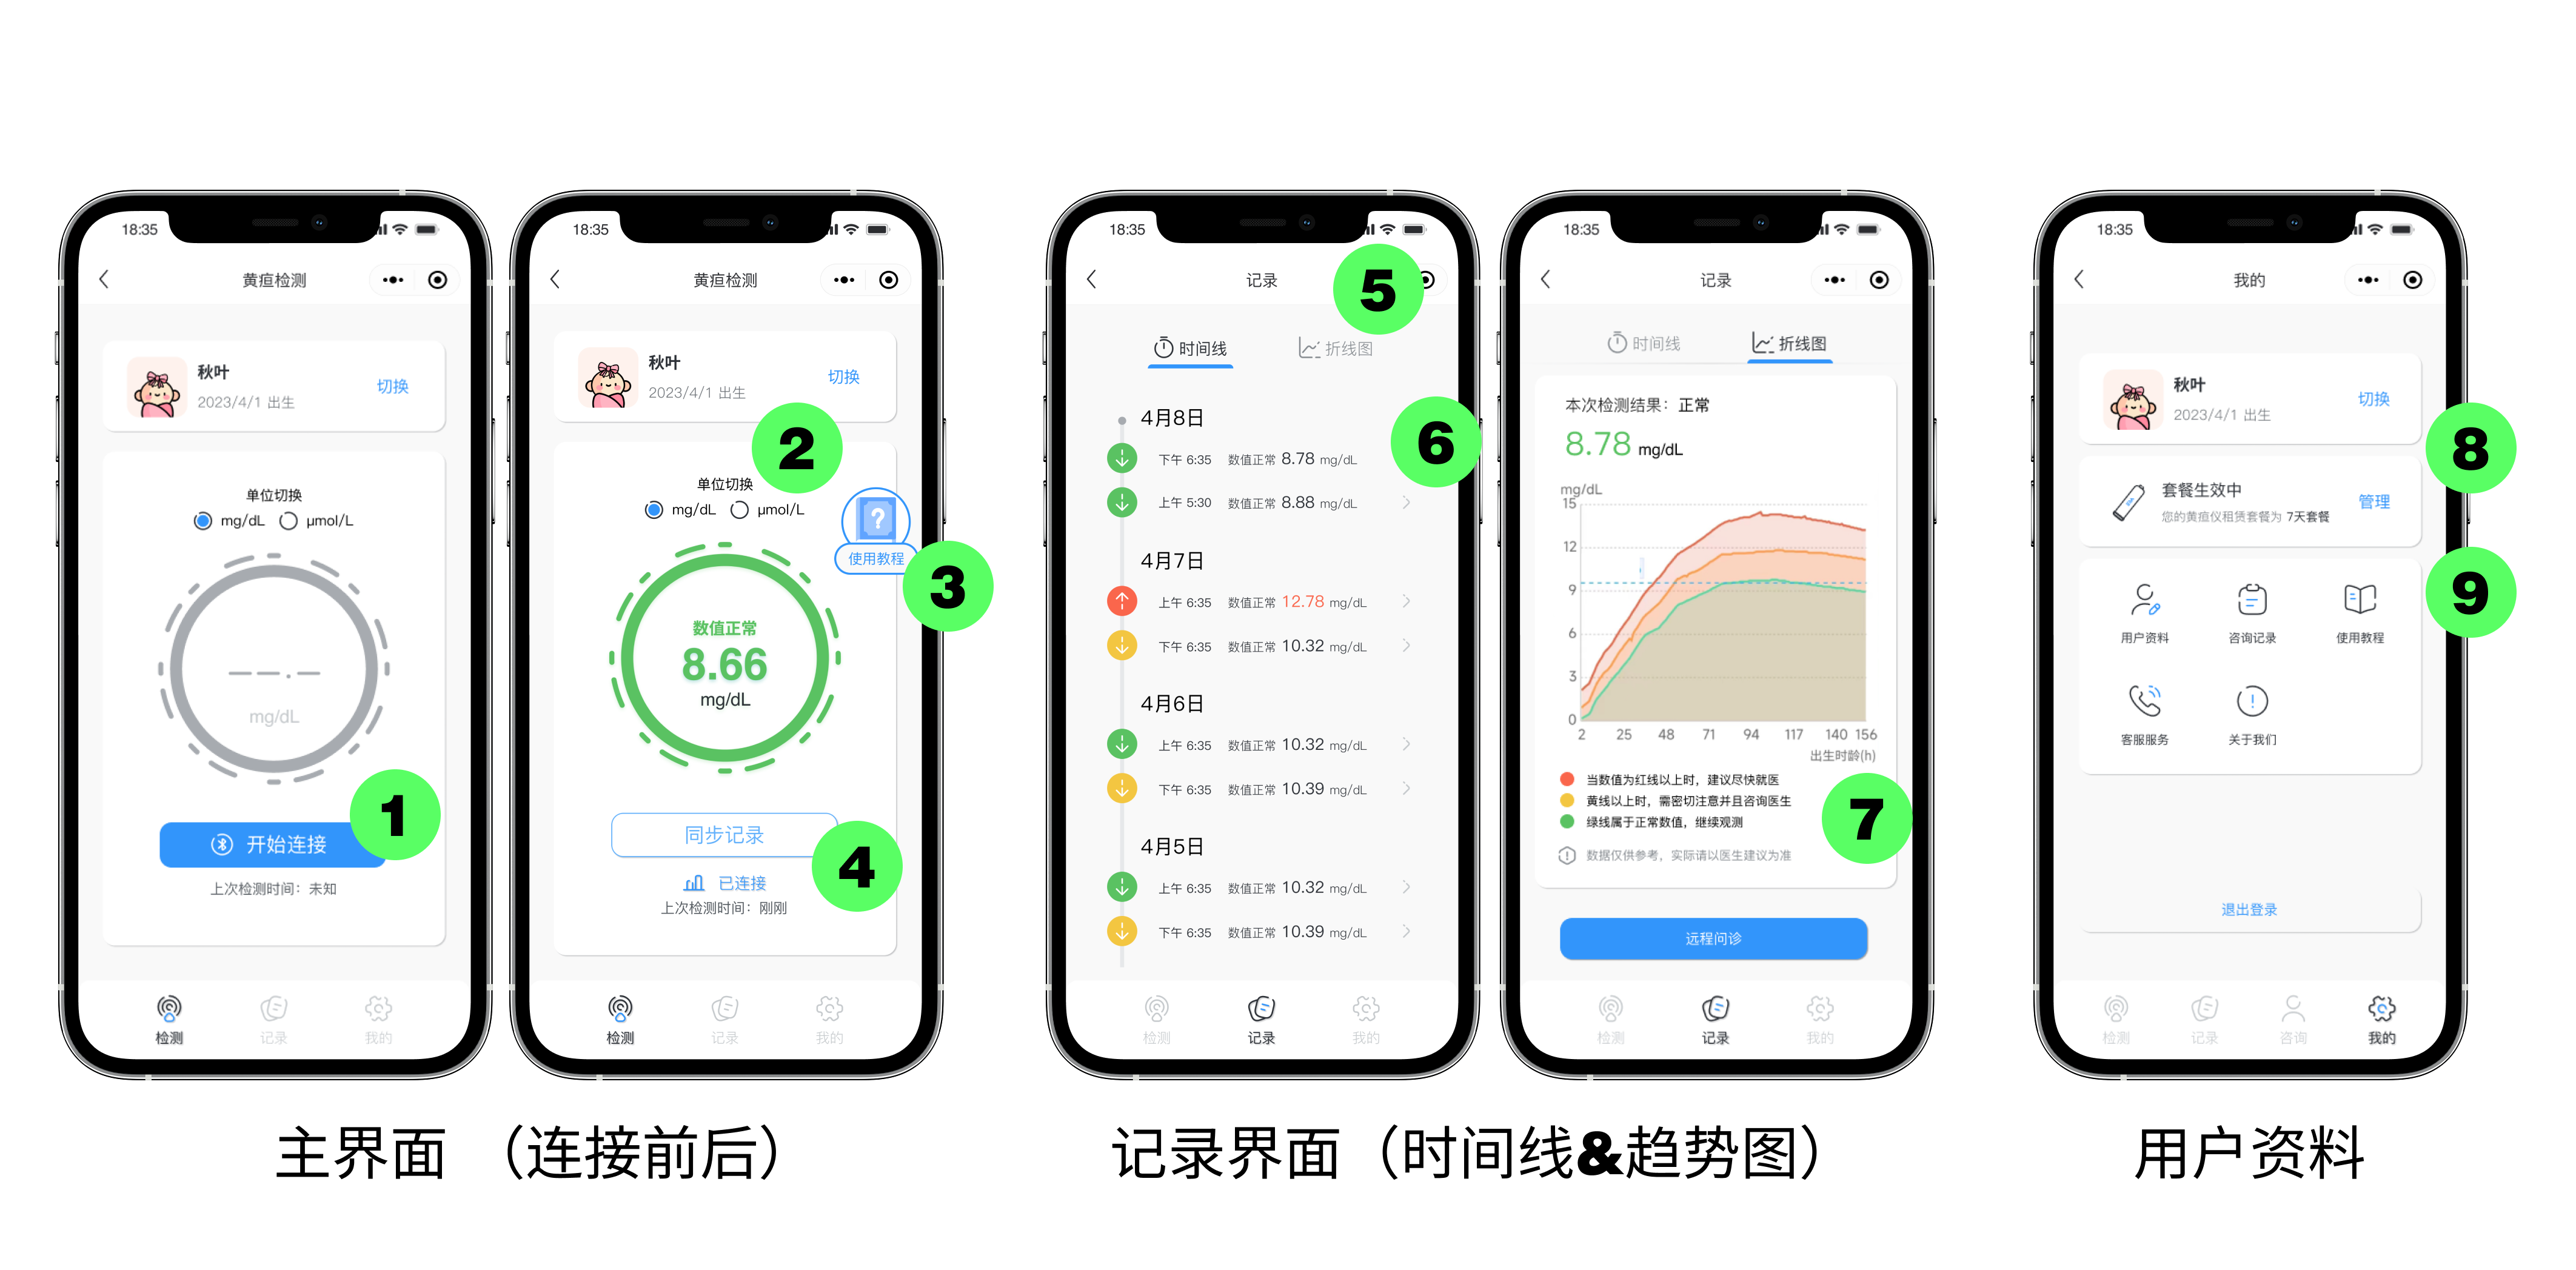 18:35
黄疸检测
秋叶
2023/4/1 出生
切换
单位切换
mg/dL μmol/L
——.—
mg/dL
1
开始连接
上次检测时间：未知
检测 记录 我的
18:35
黄疸检测
秋叶
2023/4/1 出生
切换
2
单位切换
mg/dL μmol/L
?
使用教程
3
数值正常
8.66
mg/dL
同步记录
4
已连接
上次检测时间：刚刚
检测 记录 我的
主界面 （连接前后）
18:35
记录
5
时间线 折线图
4月8日
6
下午 6:35 数值正常 8.78 mg/dL
上午 5:30 数值正常 8.88 mg/dL
4月7日
上午 6:35 数值正常 12.78 mg/dL
下午 6:35 数值正常 10.32 mg/dL
4月6日
上午 6:35 数值正常 10.32 mg/dL
下午 6:35 数值正常 10.39 mg/dL
4月5日
上午 6:35 数值正常 10.32 mg/dL
下午 6:35 数值正常 10.39 mg/dL
检测 记录 我的
18:35
记录
时间线 折线图
本次检测结果：正常
8.78 mg/dL
mg/dL
15
12
9
6
3
0
2 25 48 71 94 117 140 156
出生时龄(h)
当数值为红线以上时，建议尽快就医
黄线以上时，需密切注意并且咨询医生
绿线属于正常数值，继续观测
7
数据仅供参考，实际请以医生建议为准
远程问诊
检测 记录 我的
记录界面（时间线&趋势图）
18:35
我的
秋叶
2023/4/1 出生
切换
8
套餐生效中
您的黄疸仪租赁套餐为 7天套餐
管理
9
用户资料 咨询记录 使用教程
客服服务 关于我们
退出登录
检测 记录 咨询 我的
用户资料